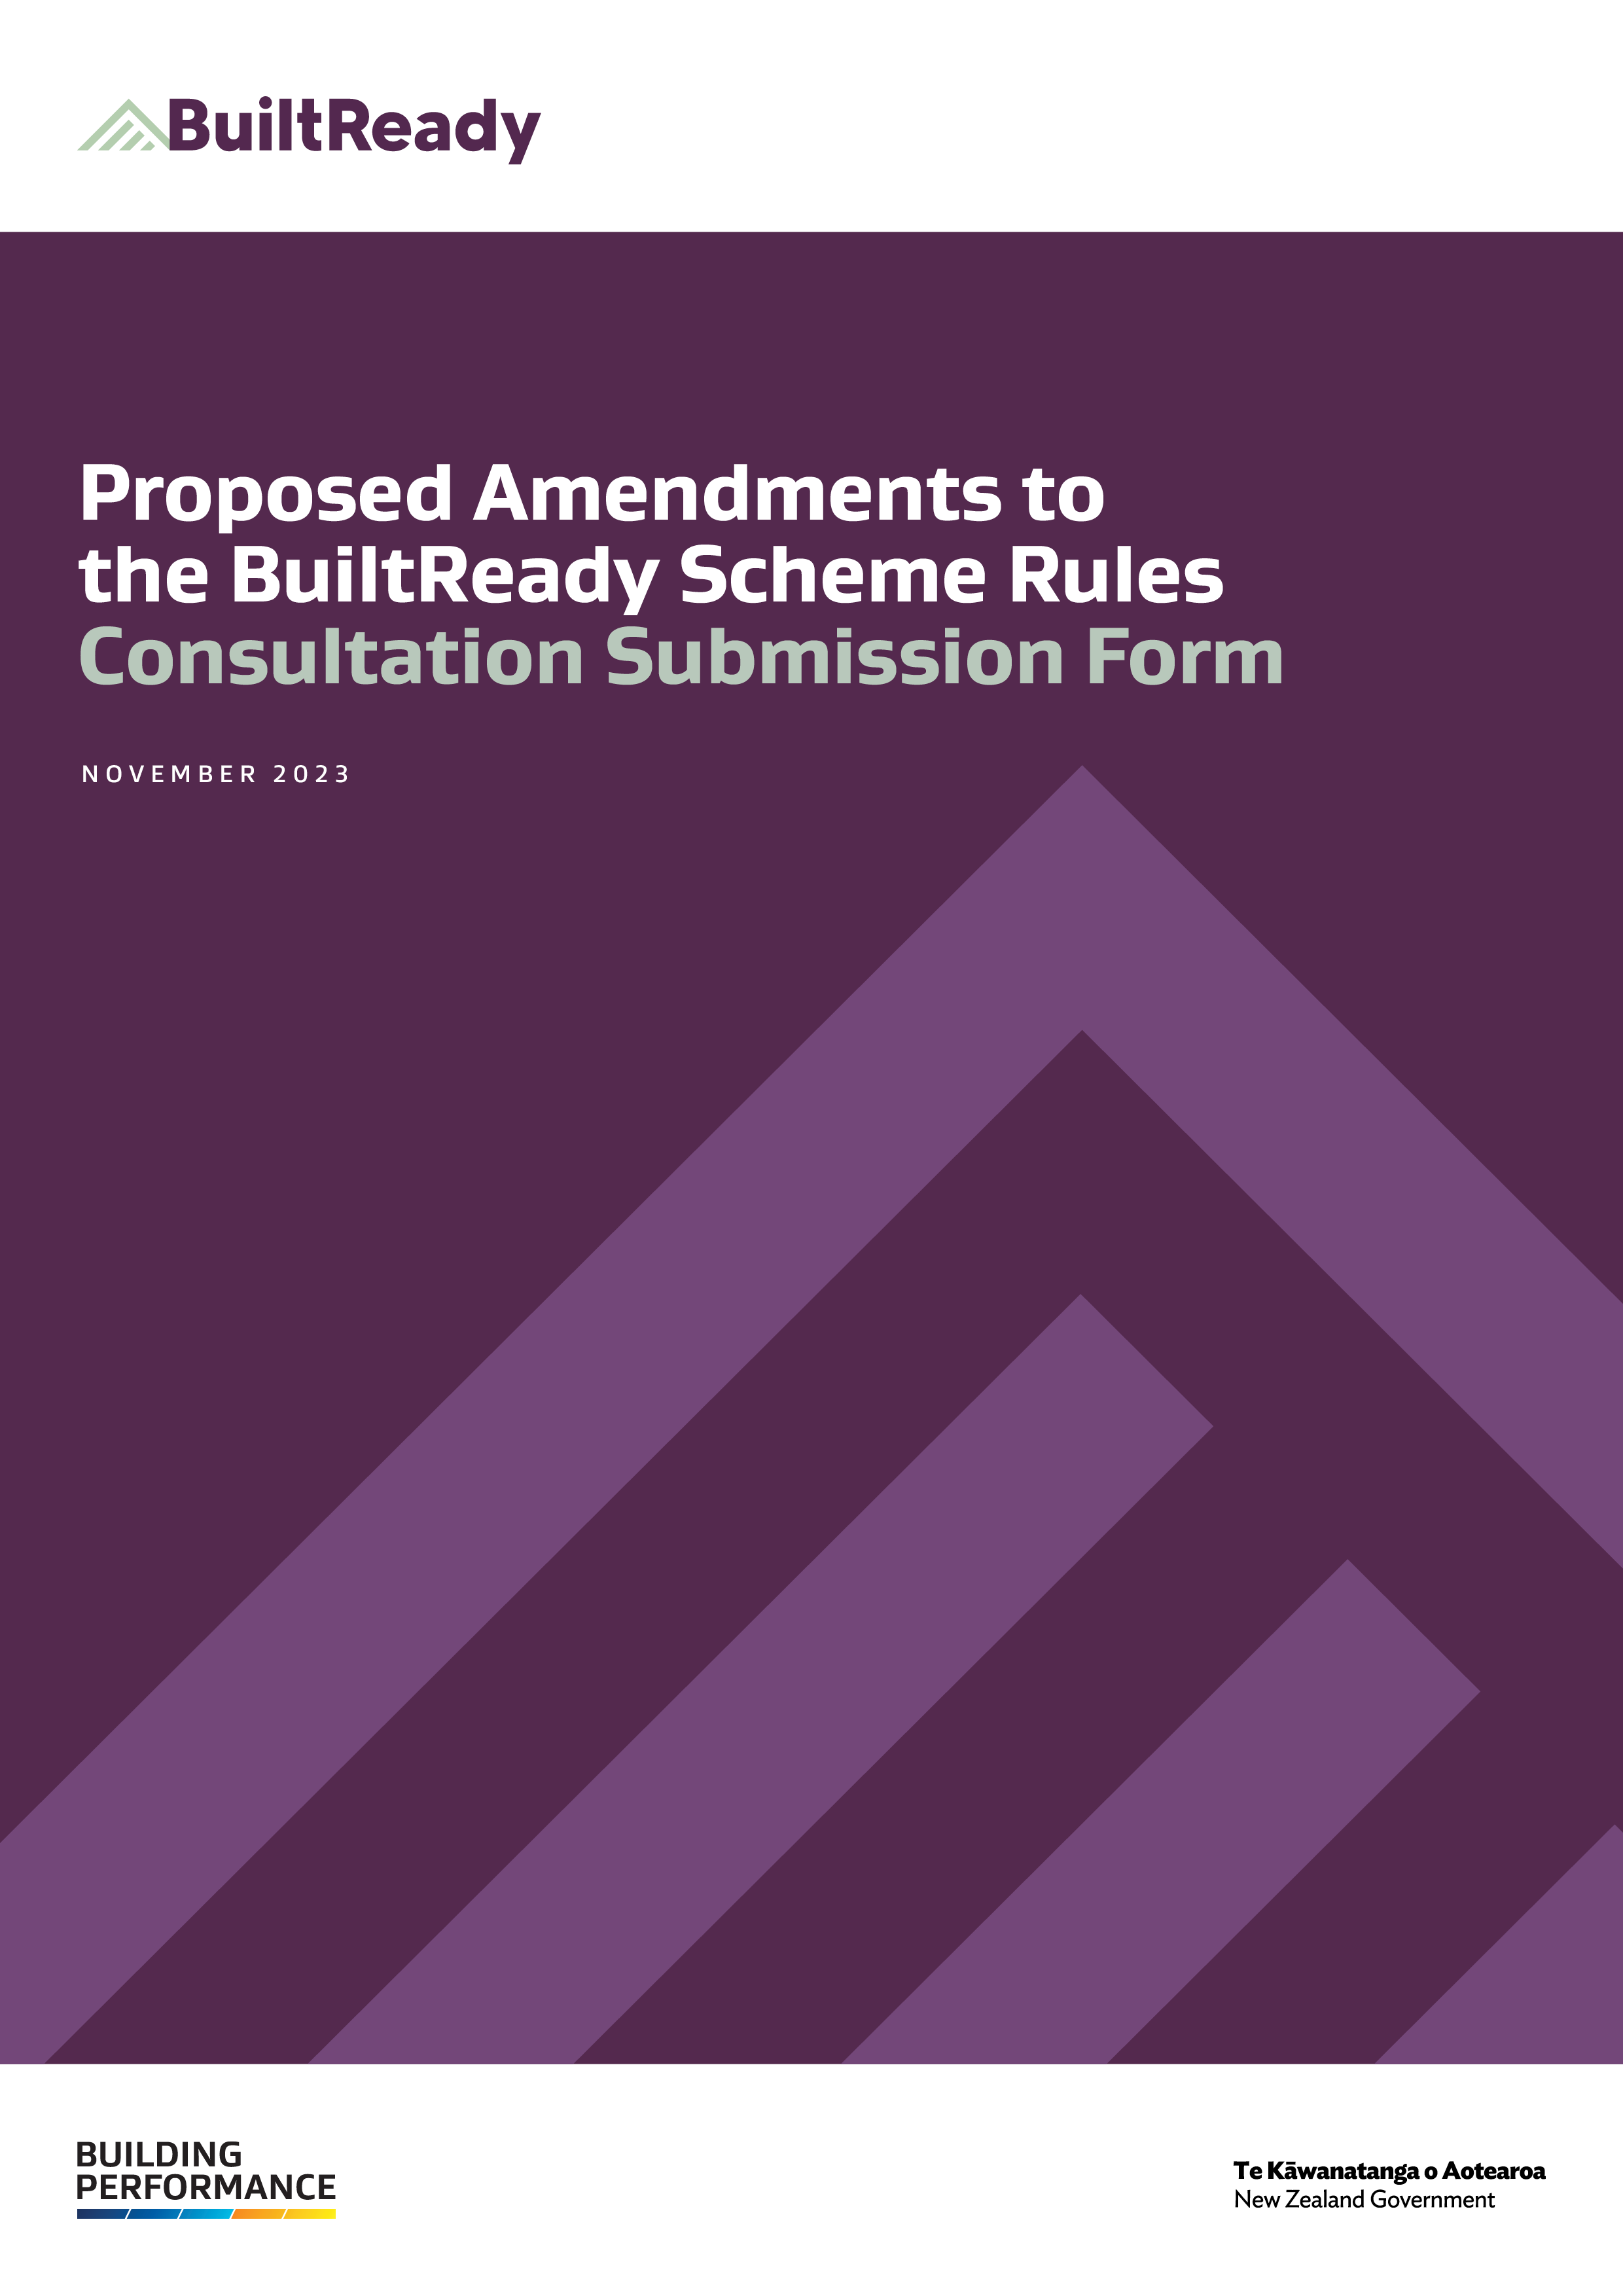 BuiltReady
Proposed Amendments to
the BuiltReady Scheme Rules
Consultation Submission Form
NOVEMBER 2023
BUILDING
PERFORMANCE
Te Kāwanatanga o Aotearoa
New Zealand Government